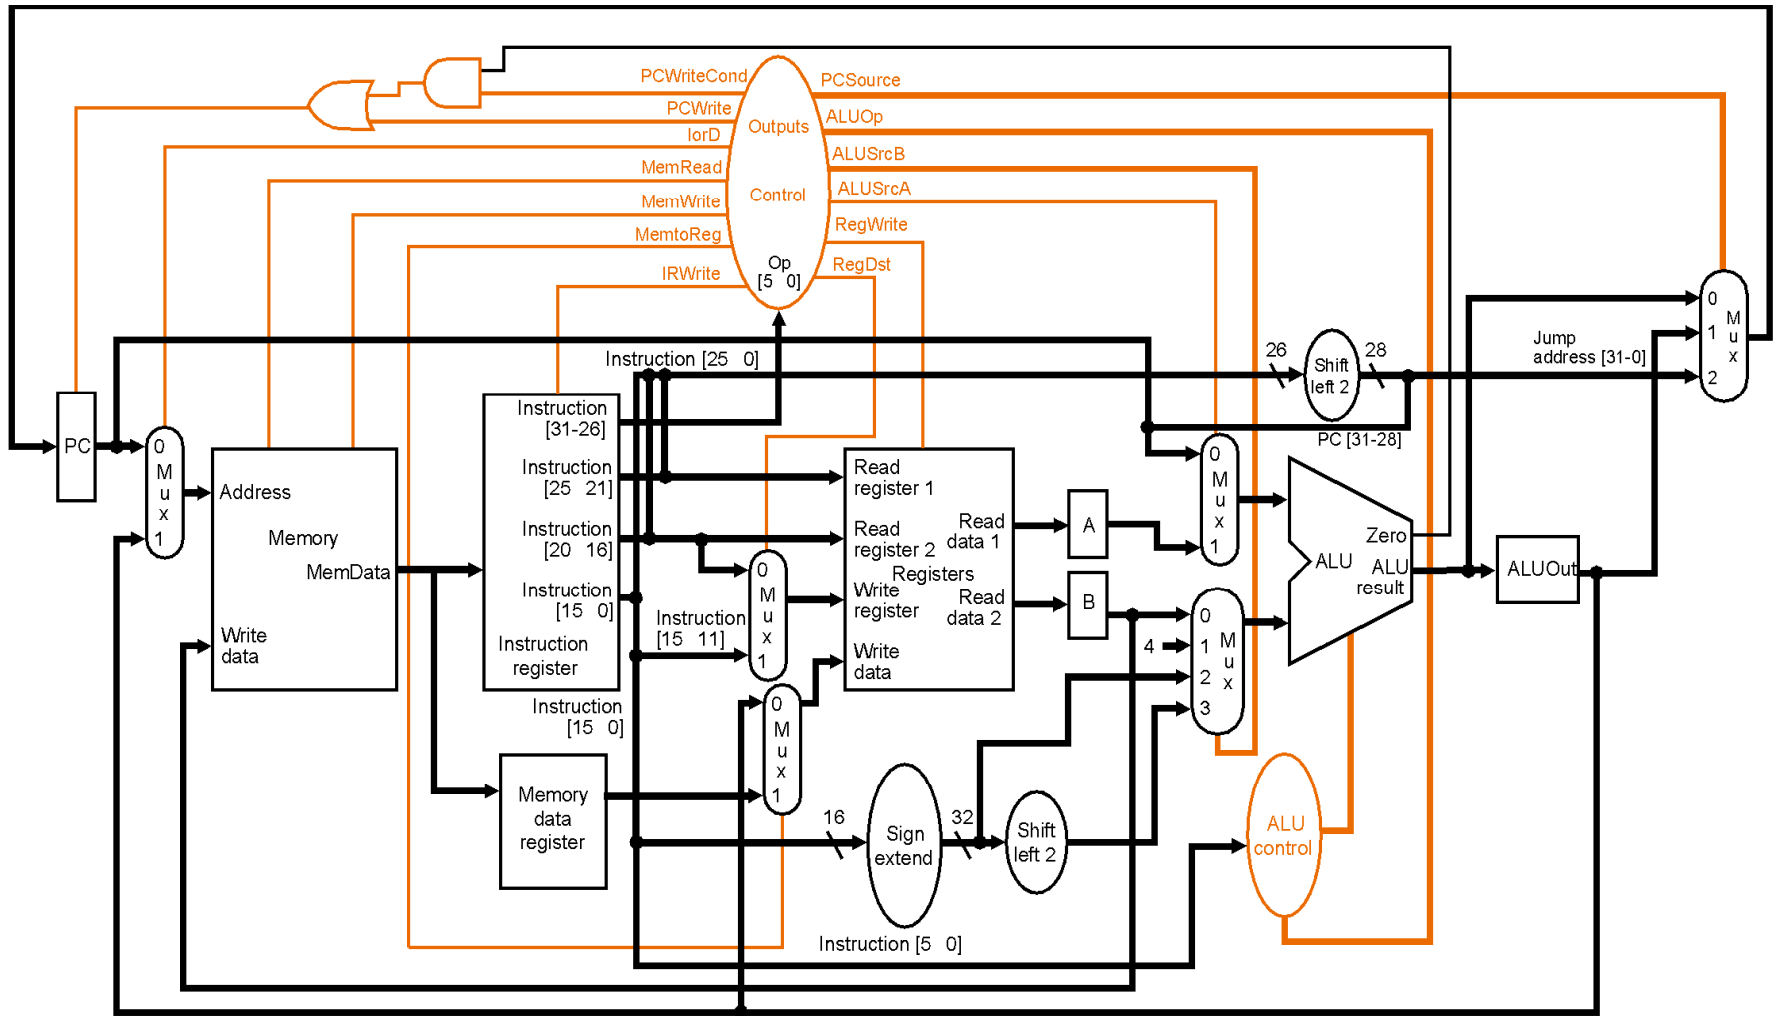 PCWriteCond
PCWrite
IorD
MemRead
MemWrite
MemtoReg
IRWrite
Outputs
Control
Op
[5 0]
PCSource
ALUOp
ALUSrcB
ALUSrcA
RegWrite
RegDst
PC
0
M
u
x
1
Address
Memory
MemData
Write
data
Instruction [25 0]
Instruction
[31-26]
Instruction
[25 21]
Instruction
[20 16]
Instruction
[15 0]
Instruction
register
Instruction
[15 0]
Memory
data
register
Instruction
[15 11]
0
M
u
x
1
0
M
u
x
1
Read
register 1
Read
register 2
Registers
Write
register
Write
data
Read
data 1
Read
data 2
A
B
16
Sign
extend
32
Shift
left 2
Instruction [5 0]
26
Shift
left 2
28
Jump
address [31-0]
PC [31-28]
0
M
u
x
1
4
0
1
2
3
M
u
x
ALU
Zero
ALU
result
ALU
control
ALUOut
0
1
2
M
u
x